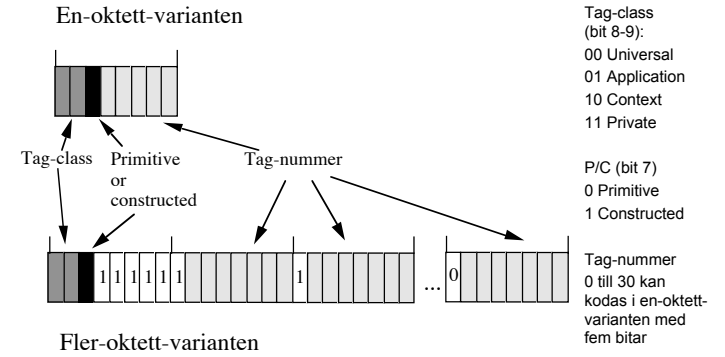 En-oktett-varianten
Tag-class
Primitive
or
constructed
Tag-nummer
1 1 1 1 1 1 1 ... 0
Fler-oktett-varianten
Tag-class
(bit 8-9):
00 Universal
01 Application
10 Context
11 Private
P/C (bit 7)
0 Primitive
1 Constructed
Tag-nummer
0 till 30 kan
kodas i en-oktett-
varianten med
fem bitar